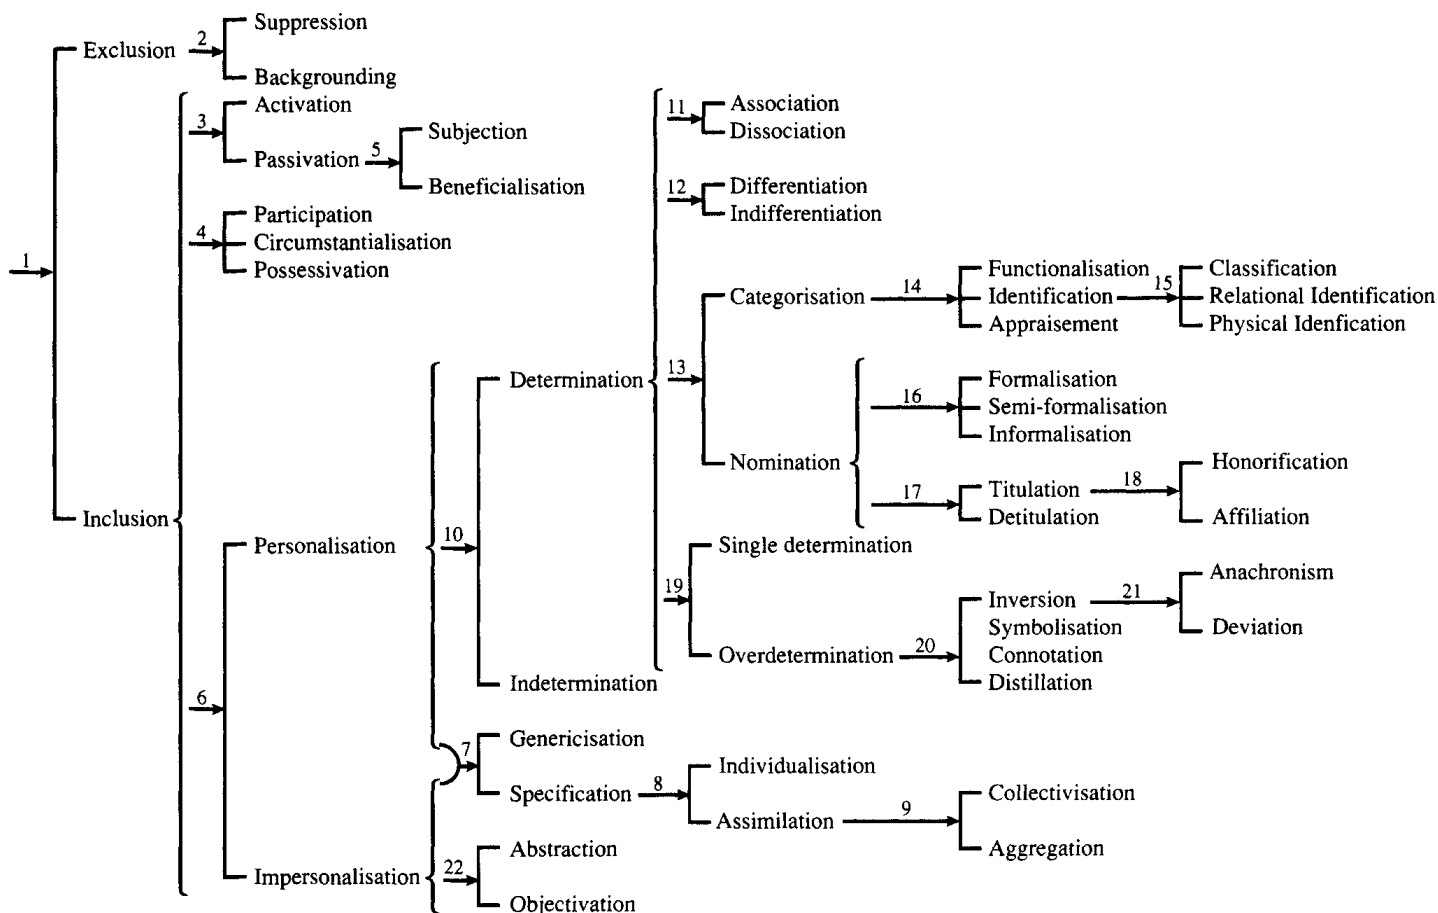 Suppression
Exclusion
2
Backgrounding
Activation
3
Passivation
5
Subjection
Beneficialisation
Participation
4
Circumstantialisation
Possessivation
1
Inclusion
6
Personalisation
Impersonalisation
10
Determination
Indetermination
11
Association
Dissociation
12
Differentiation
Indifferentiation
13
Categorisation
14
Functionalisation
Identification
Appraisement
15
Classification
Relational Identification
Physical Idenfication
Nomination
16
Formalisation
Semi-formalisation
Informalisation
17
Titulation
Detitulation
18
Honorification
Affiliation
19
Single determination
Overdetermination
20
Inversion
Symbolisation
Connotation
Distillation
21
Anachronism
Deviation
7
Genericisation
Specification
8
Individualisation
Assimilation
9
Collectivisation
Aggregation
22
Abstraction
Objectivation